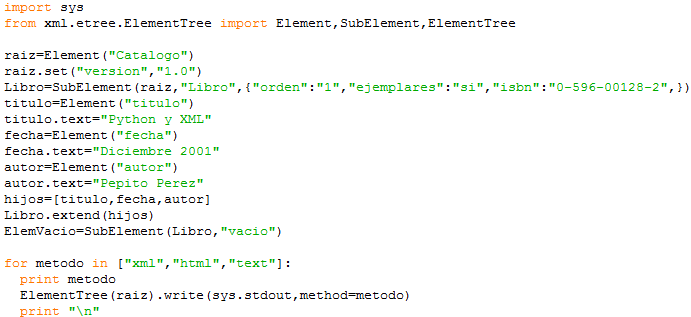 import sys
from xml.etree.ElementTree import Element,SubElement,ElementTree

raiz=Element("Catalogo")
raiz.set("version","1.0")
Libro=SubElement(raiz,"Libro",{"orden":"1","ejemplares":"si","isbn":"0-596-00128-2",})
titulo=Element("titulo")
titulo.text="Python y XML"
fecha=Element("fecha")
fecha.text="Diciembre 2001"
autor=Element("autor")
autor.text="Pepito Perez"
hijos=[titulo,fecha,autor]
Libro.extend(hijos)
ElemVacio=SubElement(Libro,"vacio")

for metodo in ["xml","html","text"]:
  print metodo
  ElementTree(raiz).write(sys.stdout,method=metodo)
  print "\n"